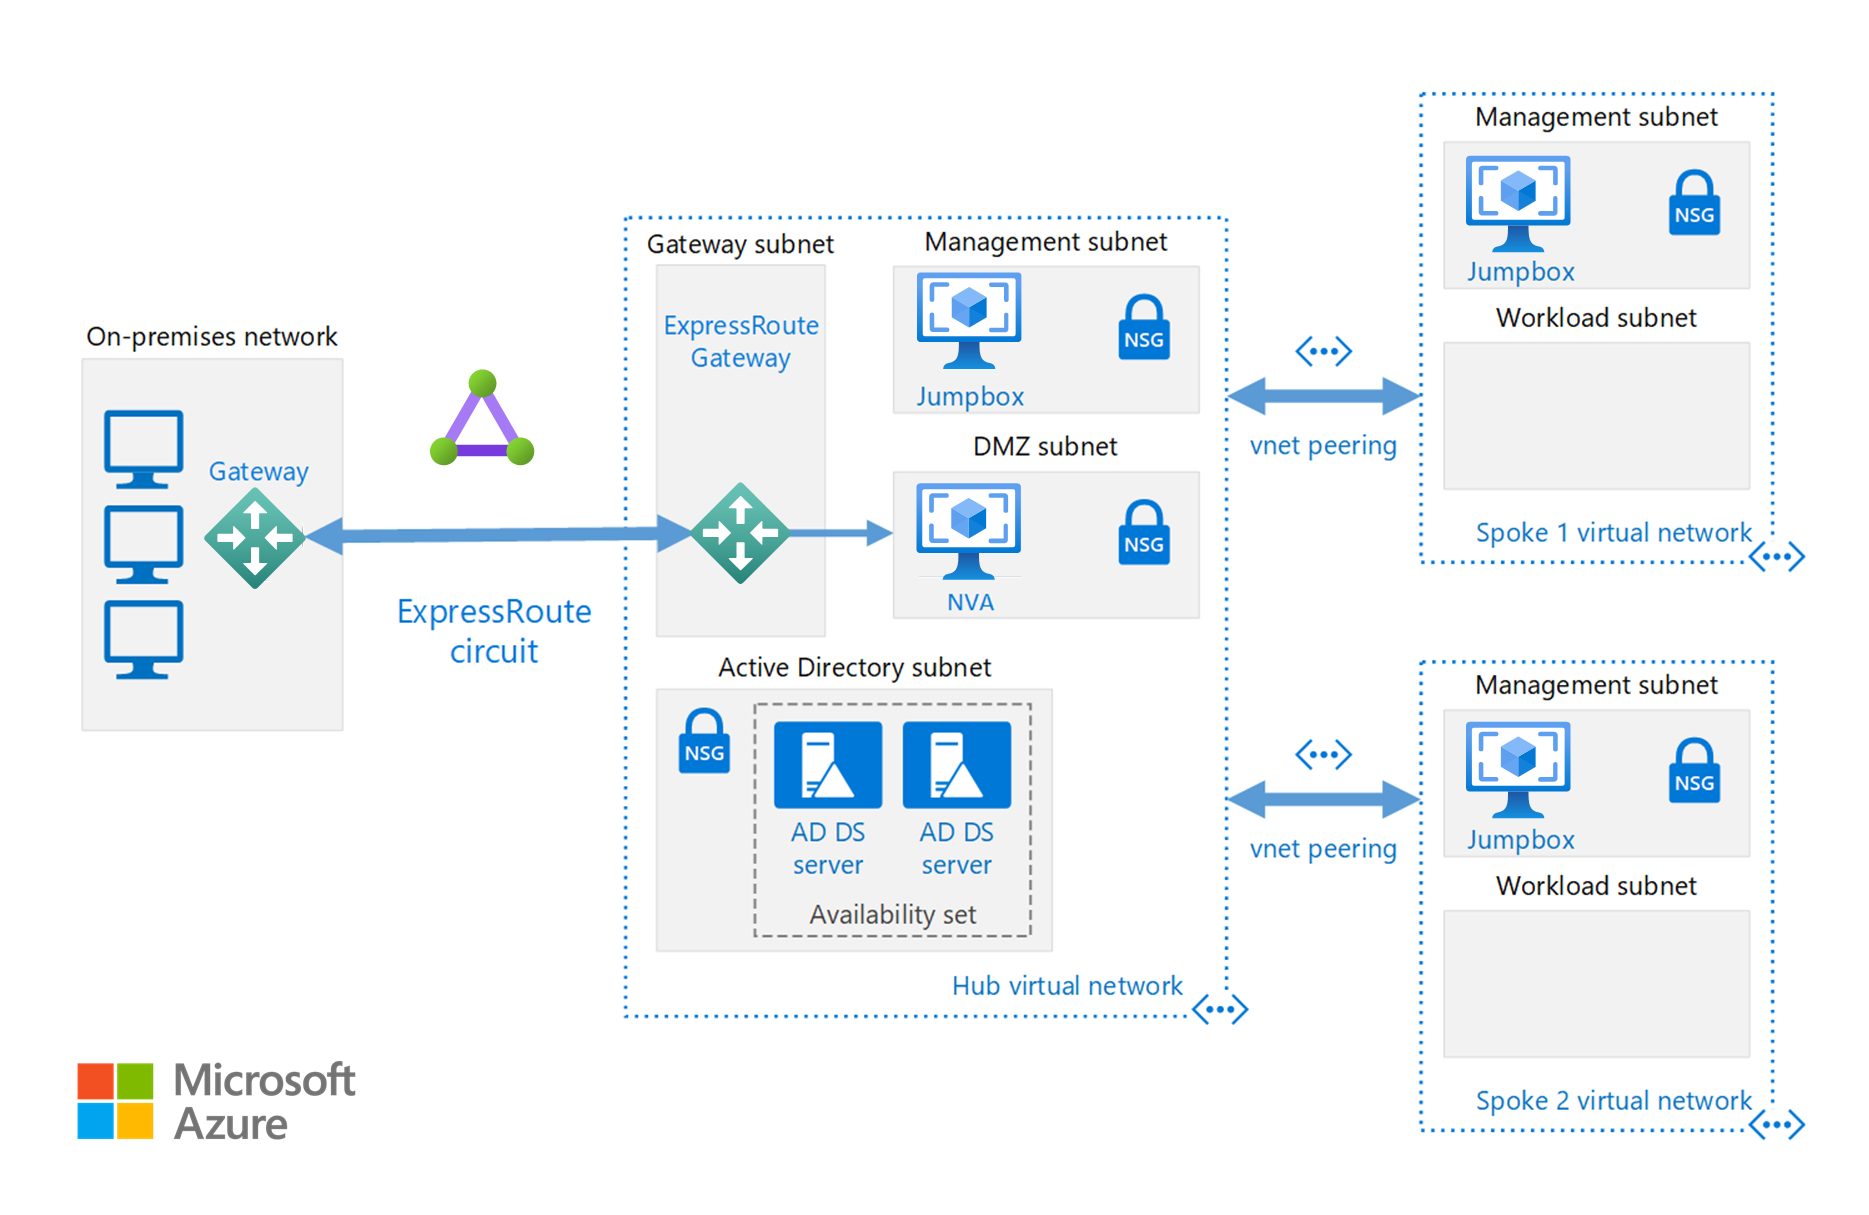 On-premises network
Gateway
ExpressRoute
circuit
Gateway subnet
ExpressRoute
Gateway
Management subnet
Jumpbox
NSG
DMZ subnet
NVA
NSG
Active Directory subnet
NSG
AD DS
server
AD DS
server
Availability set
Hub virtual network
vnet peering
vnet peering
Management subnet
Jumpbox
NSG
Workload subnet
Spoke 1 virtual network
Management subnet
Jumpbox
NSG
Workload subnet
Spoke 2 virtual network
Microsoft
Azure